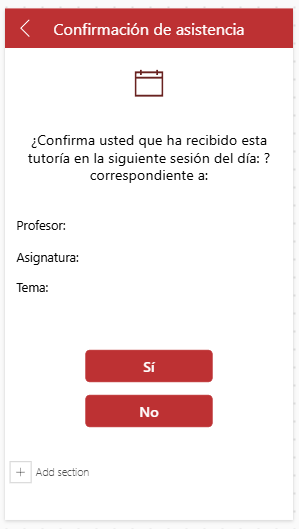 Confirmación de asistencia
¿Confirma usted que ha recibido esta
tutoría en la siguiente sesión del día: ?
correspondiente a:
Profesor:
Asignatura:
Tema:
Sí
No
Add section